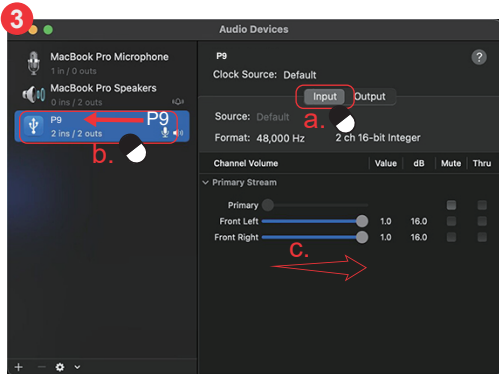 3
Audio Devices
MacBook Pro Microphone
1 in / 0 outs
MacBook Pro Speakers
0 ins / 2 outs
P9
P9
2 ins / 2 outs
b.
P9
?
Clock Source: Default
Input Output
a.
Source: Default
Format: 48,000 Hz 2 ch 16-bit Integer
Channel Volume Value dB Mute Thru
Primary Stream
Primary
Front Left 1.0 16.0
Front Right 1.0 16.0
c.